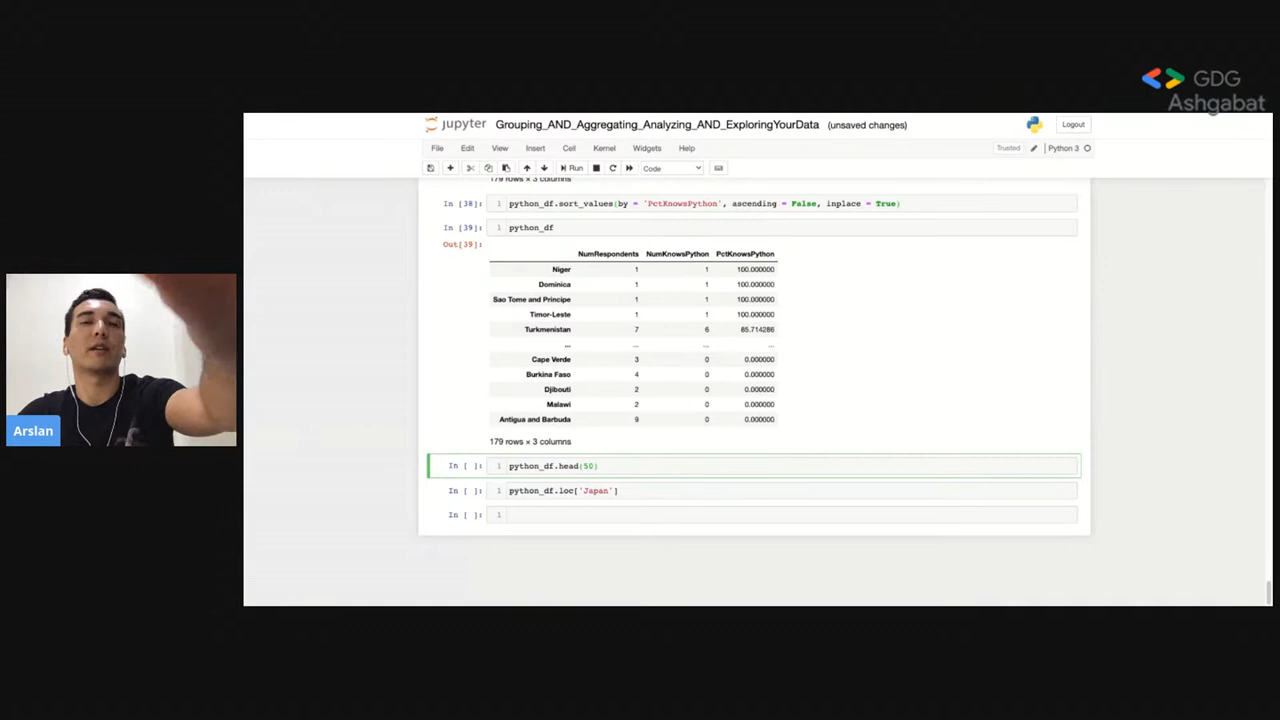 GDG
Ashgabat
jupyter Grouping_AND_Aggregating_Analyzing_AND_ExploringYourData (unsaved changes)
Logout
File Edit View Insert Cell Kernel Widgets Help
Trusted Python 3
Run Code
179 rows × 3 columns
In [38]: 1 python_df.sort_values(by = 'PctKnowsPython', ascending = False, inplace = True)
In [39]: 1 python_df
Out[39]:
NumRespondents NumKnowsPython PctKnowsPython
Niger 1 1 100.000000
Dominica 1 1 100.000000
Sao Tome and Principe 1 1 100.000000
Timor-Leste 1 1 100.000000
Turkmenistan 7 6 85.714286
... ... ... ...
Cape Verde 3 0 0.000000
Burkina Faso 4 0 0.000000
Djibouti 2 0 0.000000
Malawi 2 0 0.000000
Antigua and Barbuda 9 0 0.000000
179 rows × 3 columns
In [ ]: 1 python_df.head(50)
In [ ]: 1 python_df.loc['Japan']
In [ ]: 1
Arslan